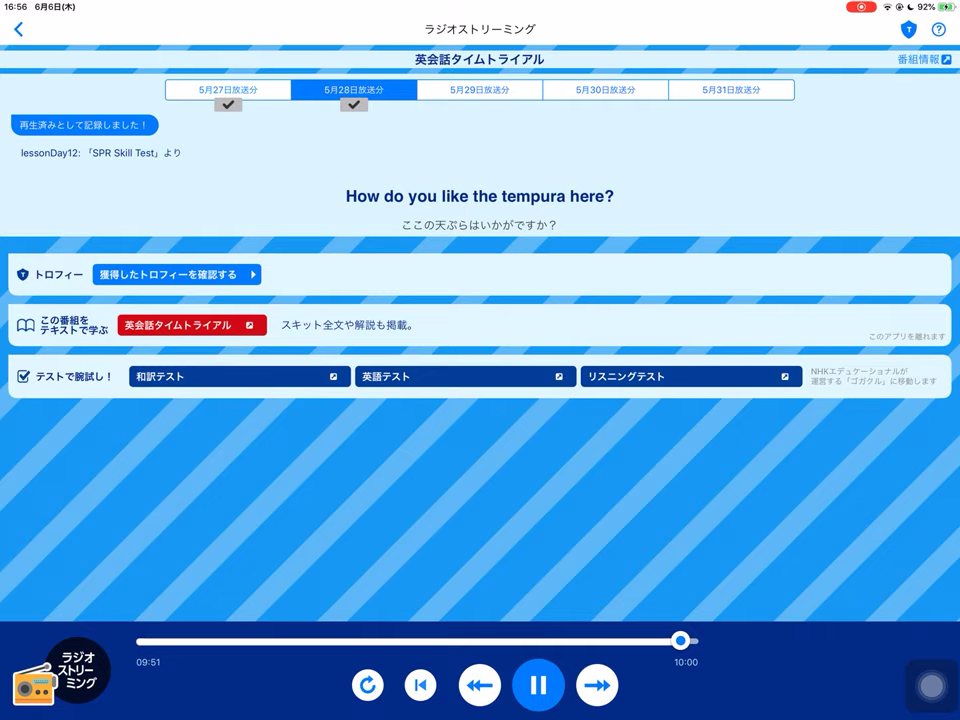 16:56 6月6日(木)
92%
ラジオストリーミング
英会話タイムトライアル
番組情報
5月27日放送分
5月28日放送分
5月29日放送分
5月30日放送分
5月31日放送分
再生済みとして記録しました！
lessonDay12: 「SPR Skill Test」より
How do you like the tempura here?
ここの天ぷらはいかがですか？
トロフィー
獲得したトロフィーを確認する
この番組を
テキストで学ぶ
英会話タイムトライアル
スキット全文や解説も掲載。
このアプリを離れます
テストで腕試し！
和訳テスト
英語テスト
リスニングテスト
NHKエデュケーショナルが
運営する「ゴガクル」に移動します
ラジオ
ストリー
ミング
09:51
10:00